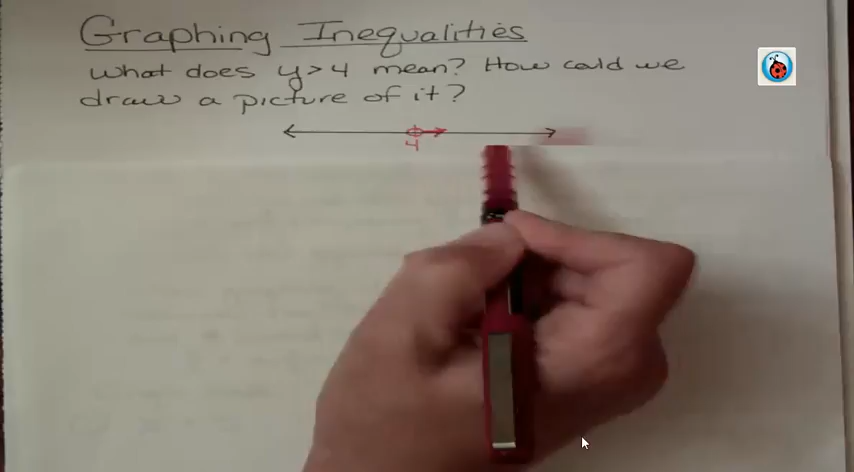 Graphing Inequalities
What does y > 4 mean? How could we
draw a picture of it?
4